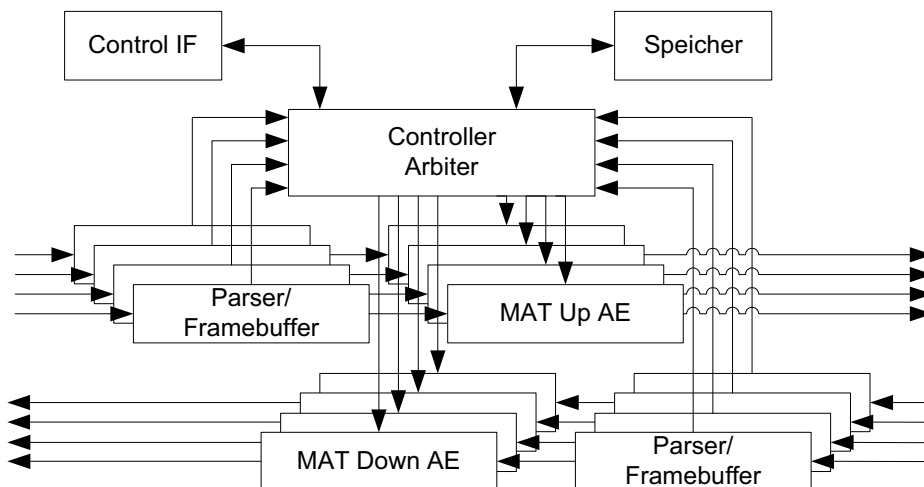 Control IF
Speicher
Controller
Arbiter
Parser/
Framebuffer
MAT Up AE
MAT Down AE
Parser/
Framebuffer